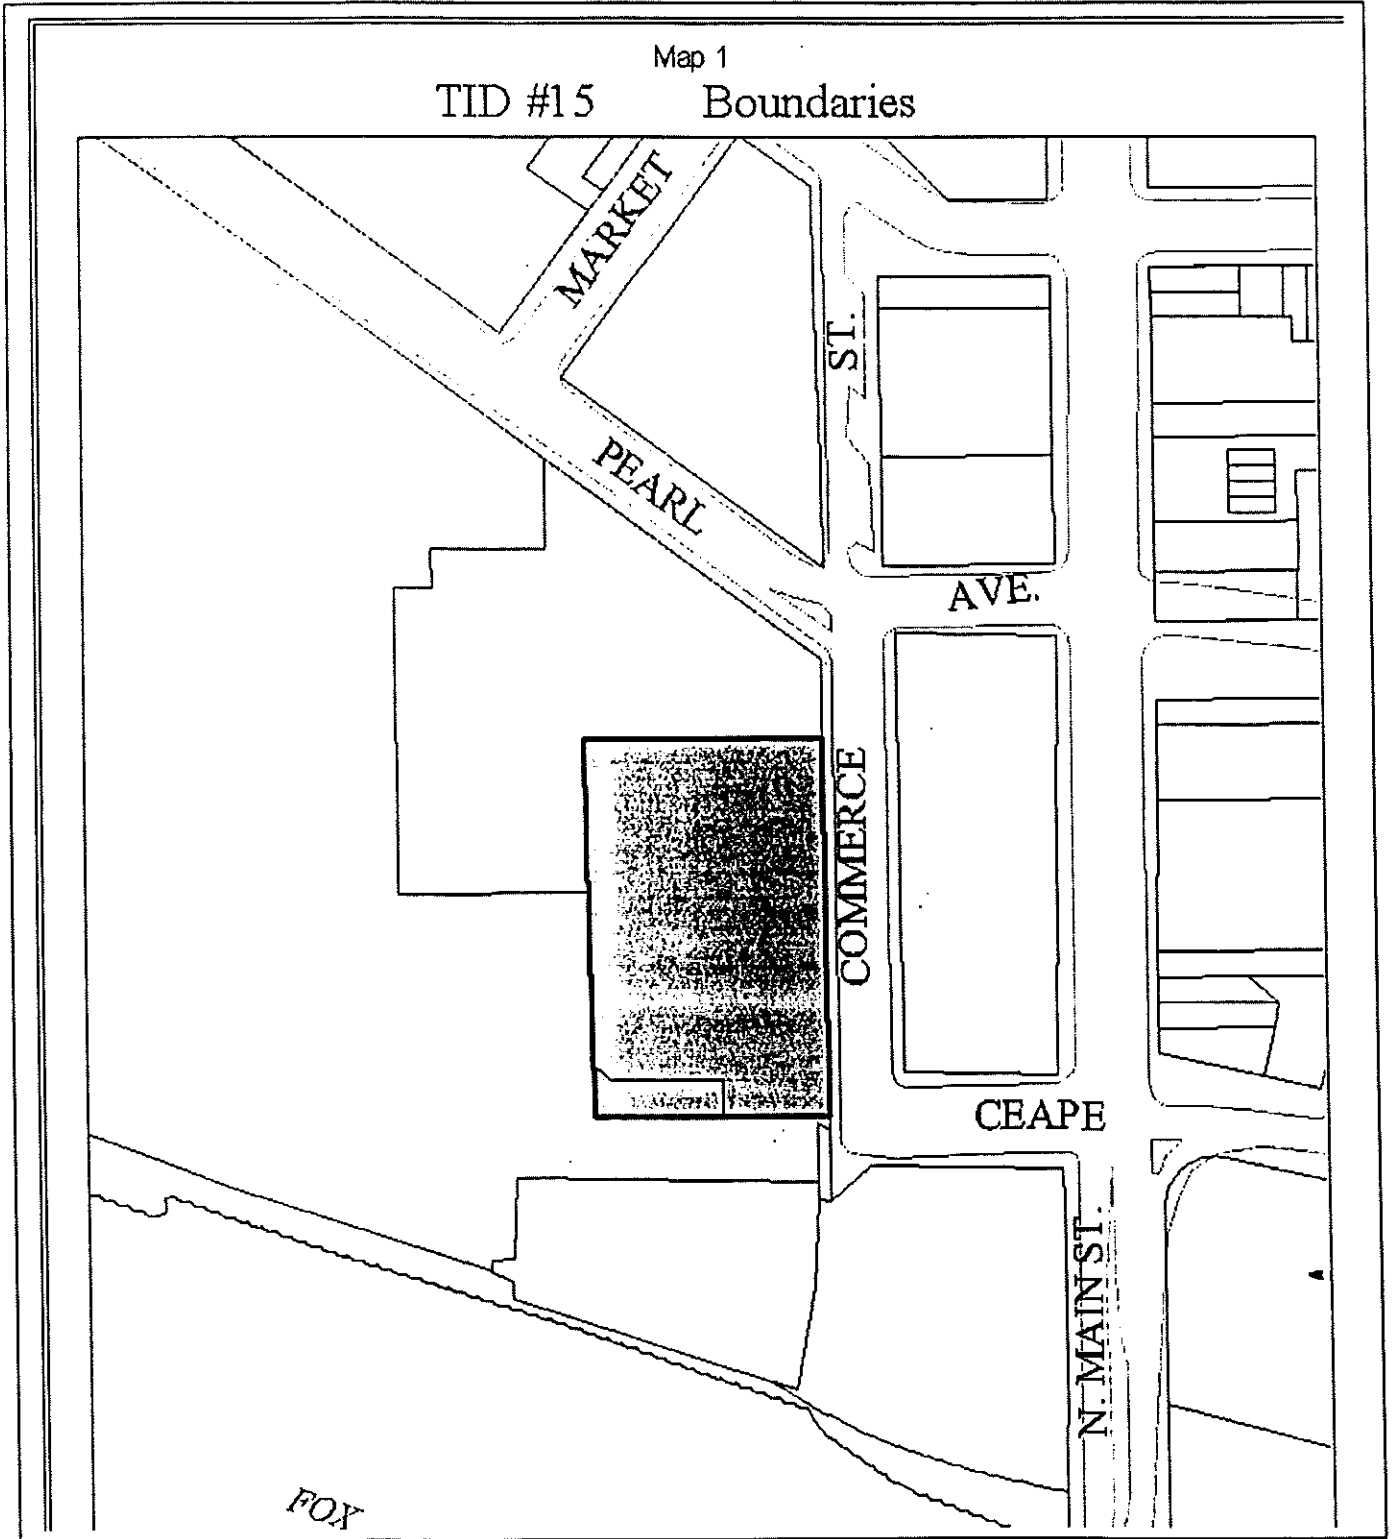 Map 1
TID #15 Boundaries
MARKET
ST.
PEARL
AVE.
COMMERCE
CEAPE
N. MAIN ST.
FOX